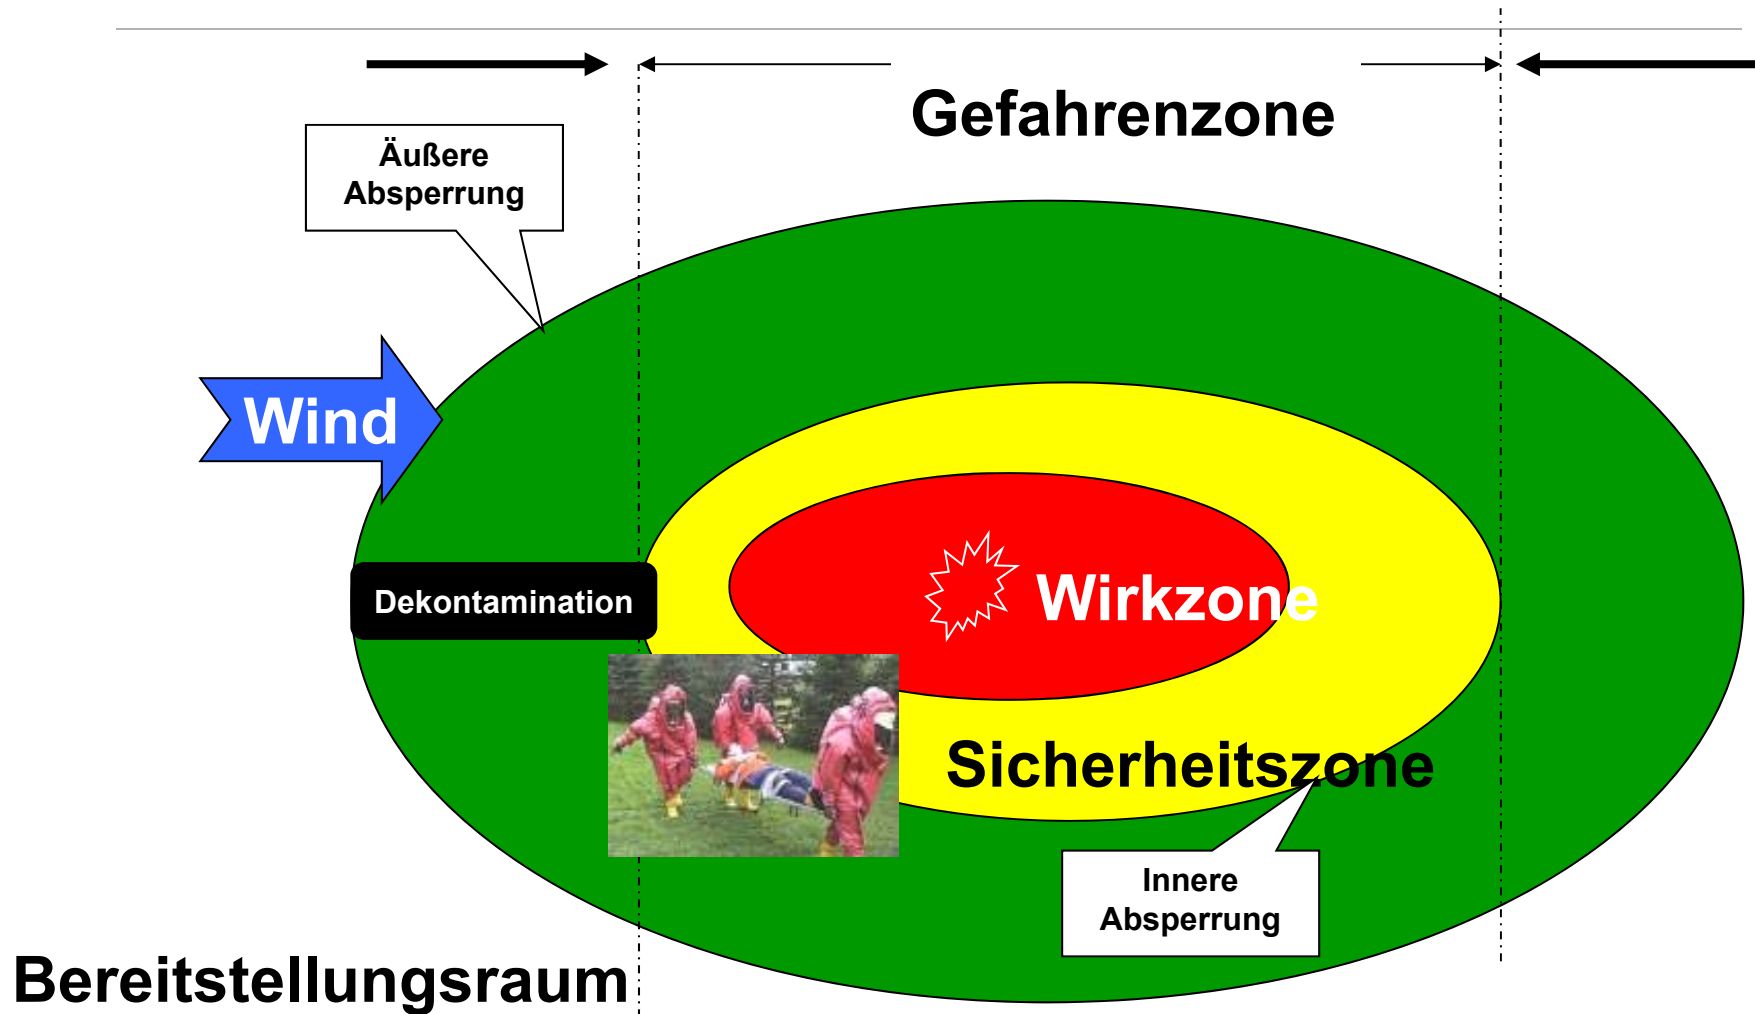 Gefahrenzone
Äußere
Absperrung
Wind
Dekontamination
Wirkzone
Sicherheitszone
Innere
Absperrung
Bereitstellungsraum